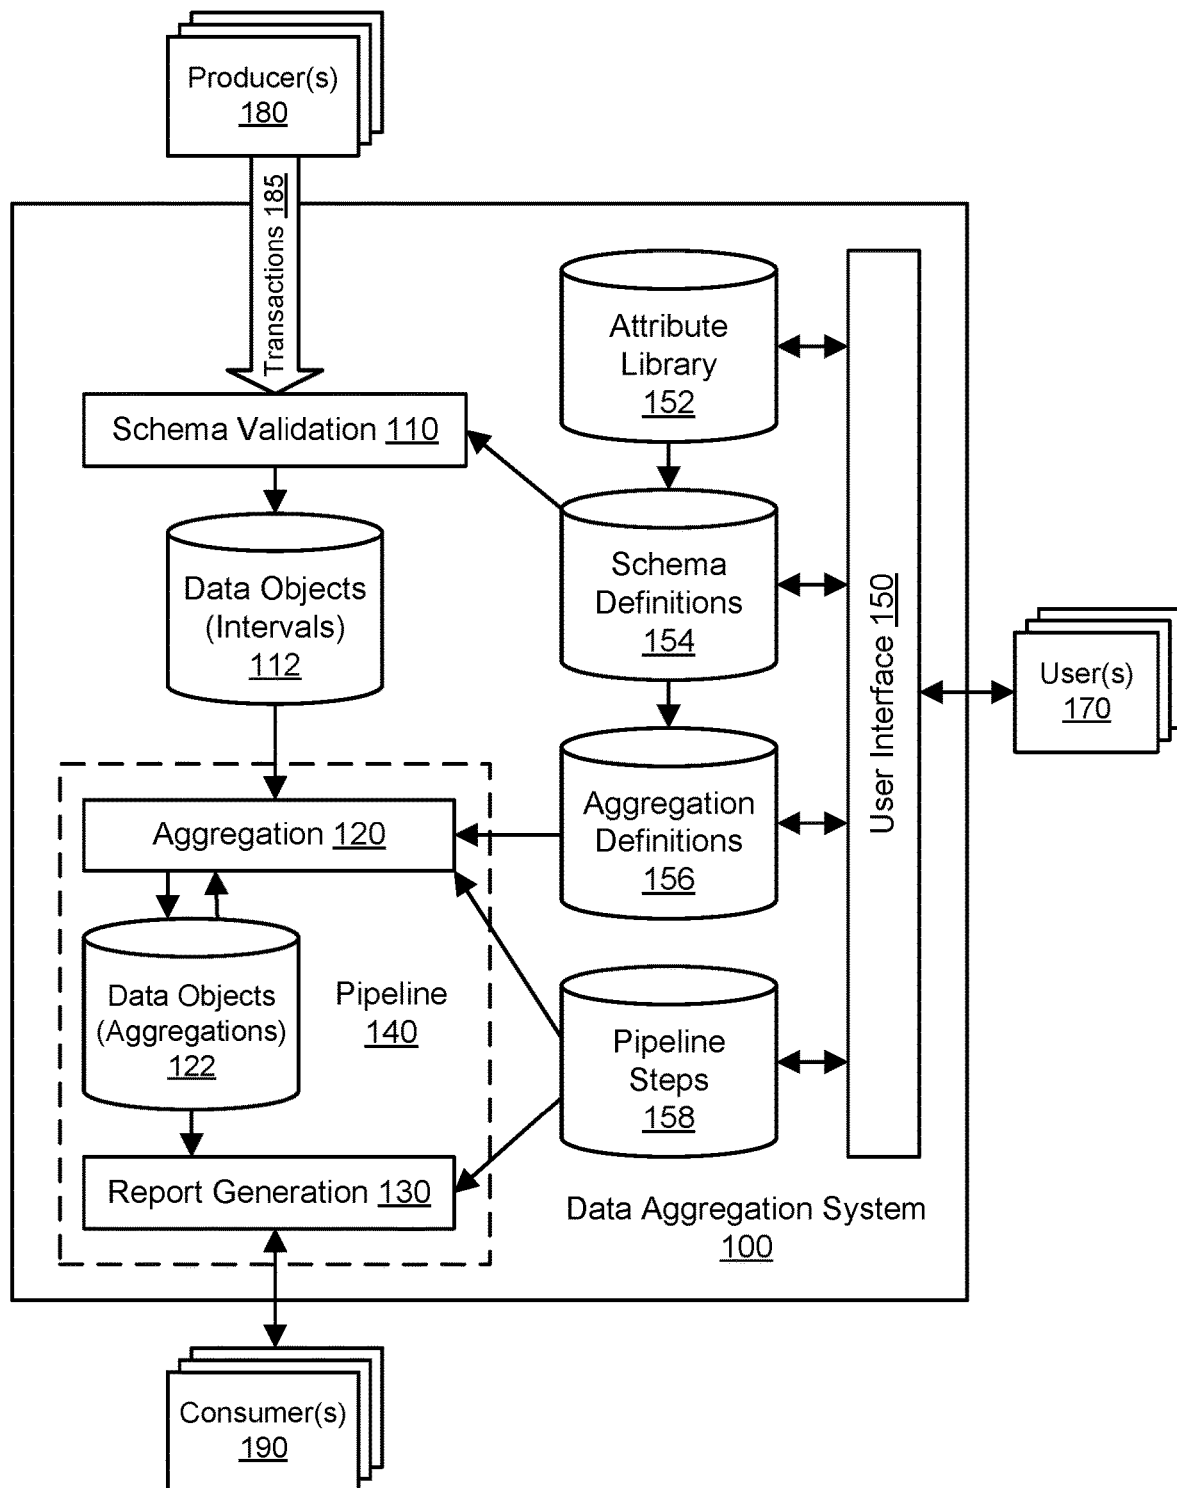 Producer(s)
180
Transactions 185
Attribute
Library
152
Schema Validation 110
Data Objects
(Intervals)
112
Schema
Definitions
154
User Interface 150
User(s)
170
Aggregation 120
Aggregation
Definitions
156
Data Objects
(Aggregations)
122
Pipeline
140
Pipeline
Steps
158
Report Generation 130
Data Aggregation System
100
Consumer(s)
190